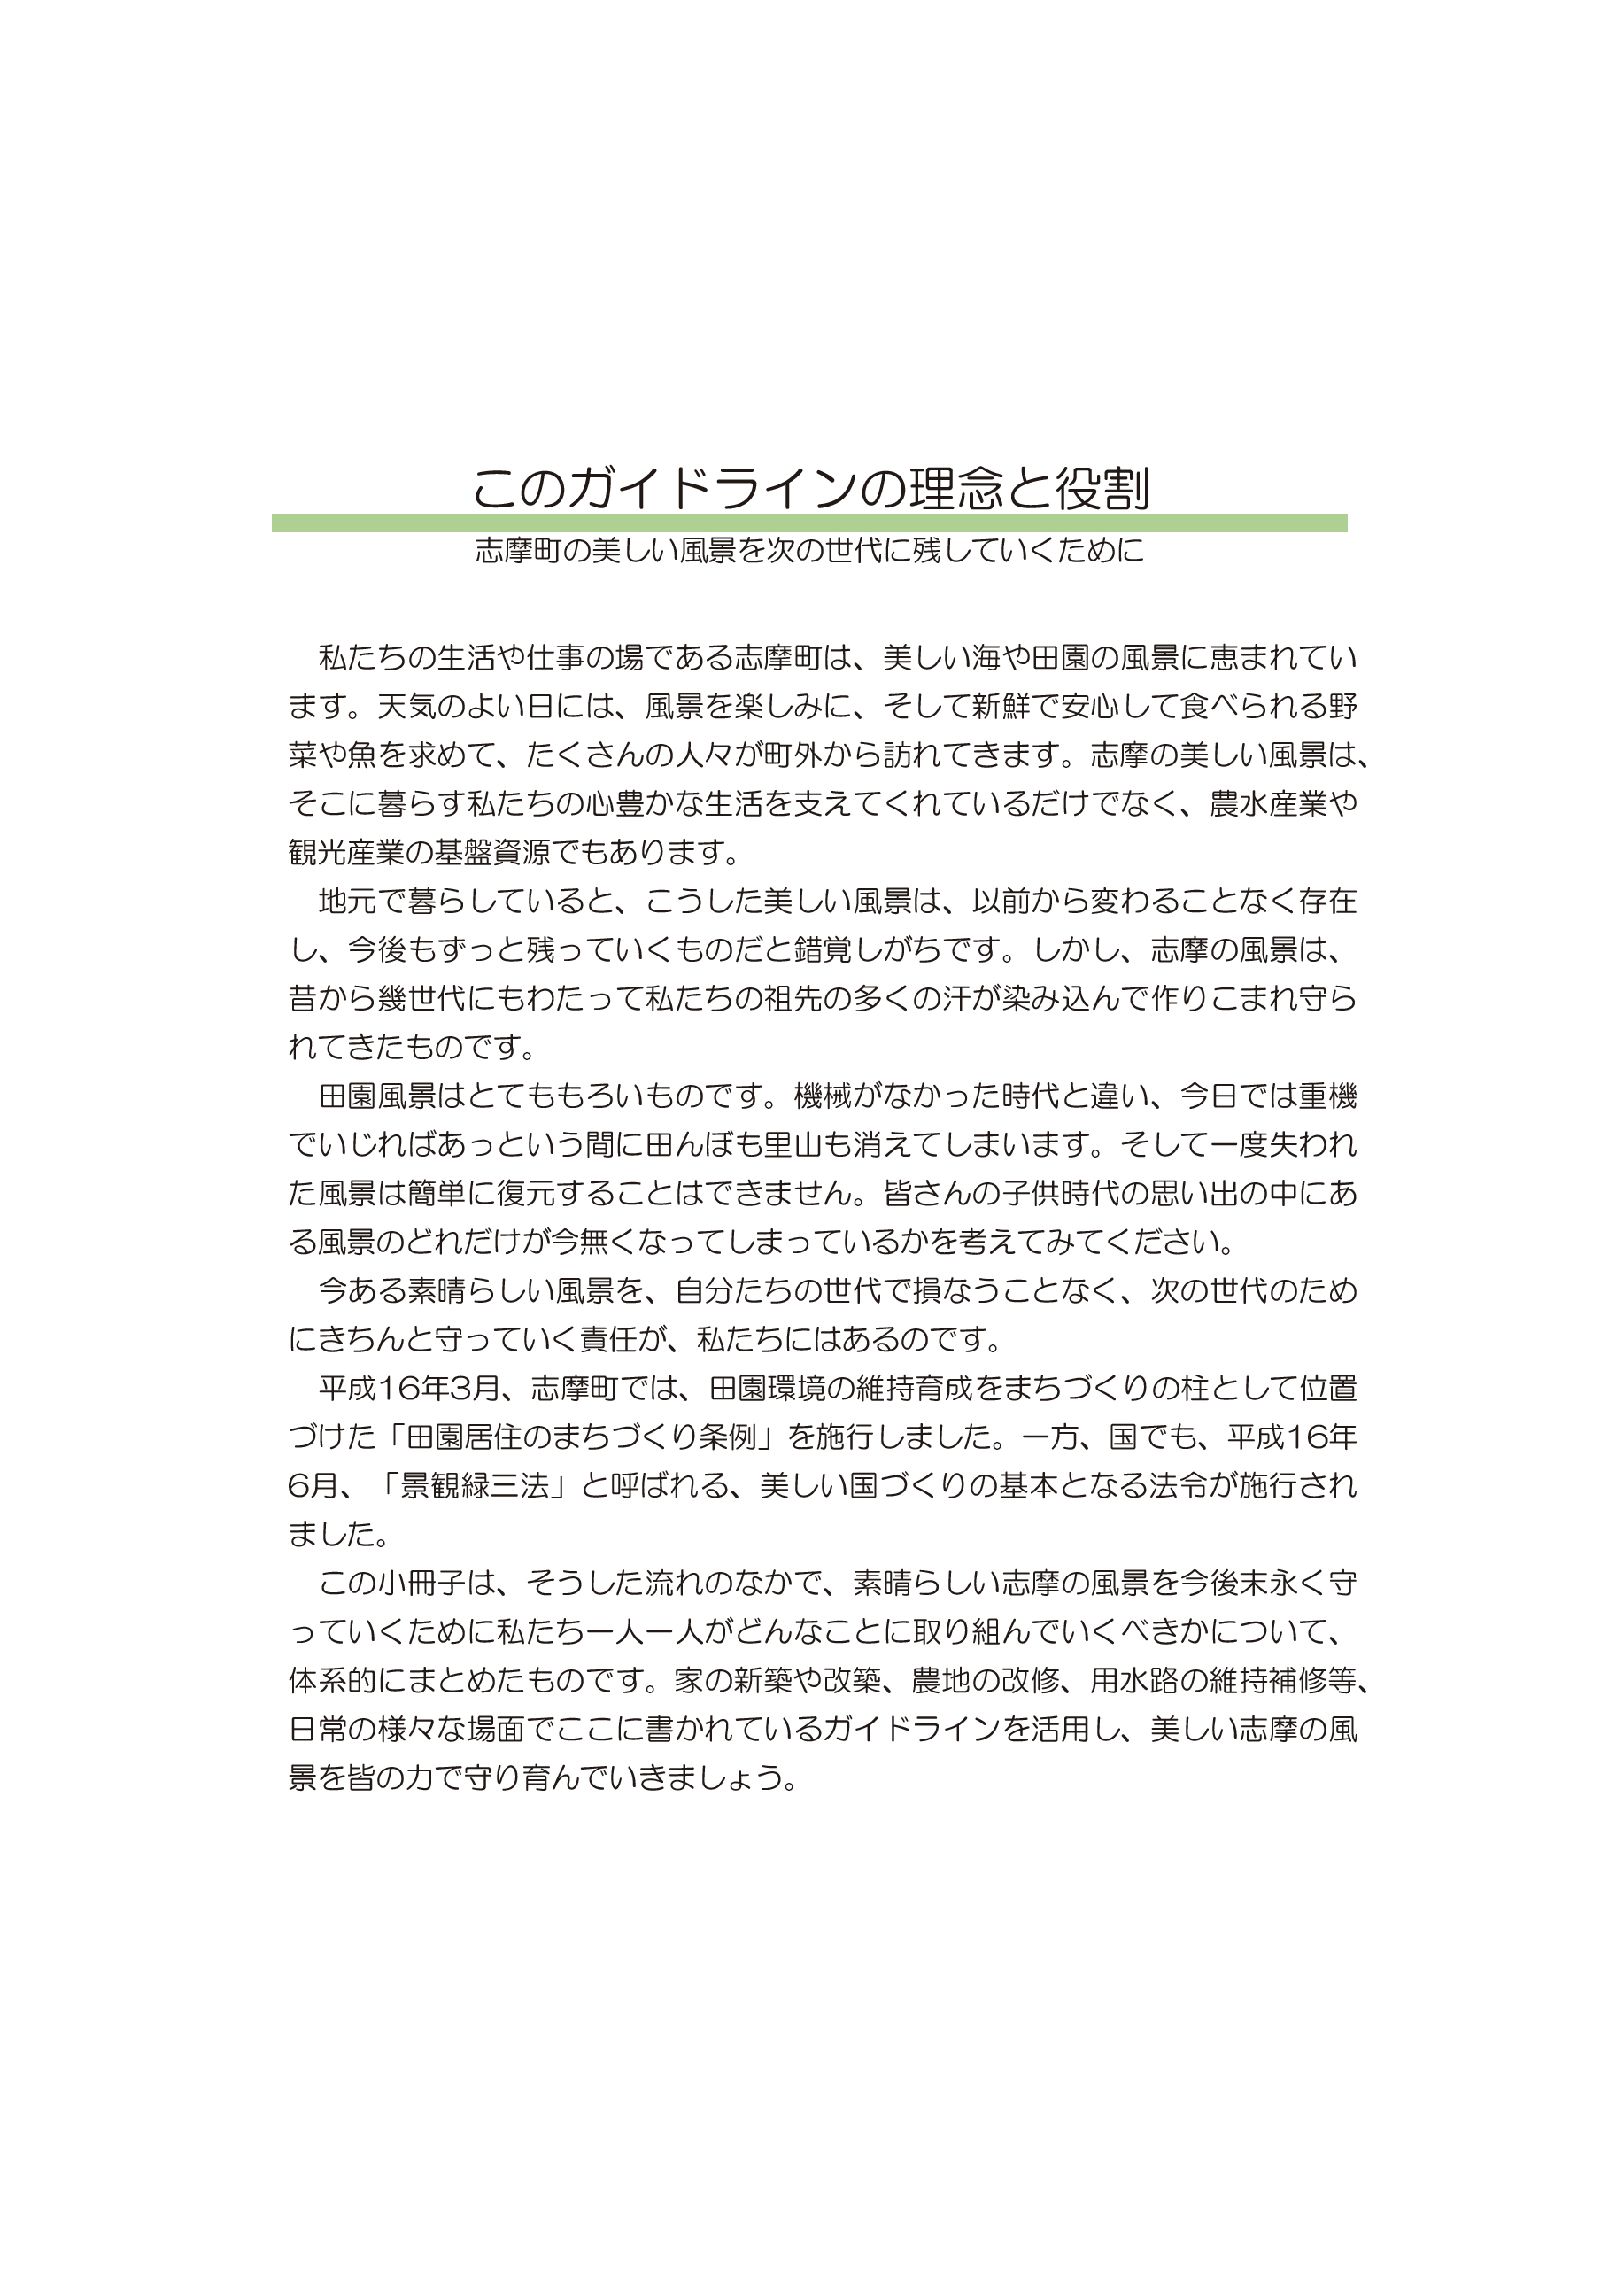 このガイドラインの理念と役割
志摩町の美しい風景を次の世代に残していくために
　私たちの生活や仕事の場である志摩町は、美しい海や田園の風景に恵まれてい
ます。天気のよい日には、風景を楽しみに、そして新鮮で安心して食べられる野
菜や魚を求めて、たくさんの人々が町外から訪れてきます。志摩の美しい風景は、
そこに暮らす私たちの心豊かな生活を支えてくれているだけでなく、農水産業や
観光産業の基盤資源でもあります。
　地元で暮らしていると、こうした美しい風景は、以前から変わることなく存在
し、今後もずっと残っていくものだと錯覚しがちです。しかし、志摩の風景は、
昔から幾世代にもわたって私たちの祖先の多くの汗が染み込んで作りこまれ守ら
れてきたものです。
　田園風景はとてももろいものです。機械がなかった時代と違い、今日では重機
でいじればあっという間に田んぼも里山も消えてしまいます。そして一度失われ
た風景は簡単に復元することはできません。皆さんの子供時代の思い出の中にあ
る風景のどれだけが今無くなってしまっているかを考えてみてください。
　今ある素晴らしい風景を、自分たちの世代で損なうことなく、次の世代のため
にきちんと守っていく責任が、私たちにはあるのです。
　平成16年3月、志摩町では、田園環境の維持育成をまちづくりの柱として位置
づけた「田園居住のまちづくり条例」を施行しました。一方、国でも、平成16年
6月、「景観緑三法」と呼ばれる、美しい国づくりの基本となる法令が施行され
ました。
　この小冊子は、そうした流れのなかで、素晴らしい志摩の風景を今後末永く守
っていくために私たち一人一人がどんなことに取り組んでいくべきかについて、
体系的にまとめたものです。家の新築や改築、農地の改修、用水路の維持補修等、
日常の様々な場面でここに書かれているガイドラインを活用し、美しい志摩の風
景を皆の力で守り育んでいきましょう。